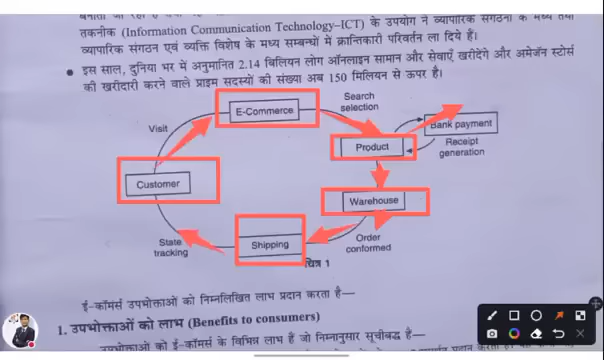 तकनीक (Information Communication Technology–ICT) के उपयोग ने व्यापारिक संगठनों के मध्य तथा
व्यापारिक संगठन एवं व्यक्ति विशेष के मध्य सम्बन्धों में क्रान्तिकारी परिवर्तन ला दिये हैं।
• इस साल, दुनिया भर में अनुमानित 2.14 बिलियन लोग ऑनलाइन सामान और सेवाएँ खरीदेंगे और अमेजॅन स्टोर्स
की खरीदारी करने वाले प्राइम सदस्यों की संख्या अब 150 मिलियन से ऊपर है।
E-Commerce
Search
selection
Visit
Bank payment
Product
Receipt
generation
Customer
Warehouse
State
tracking
Shipping
Order
conformed
चित्र 1
ई-कॉमर्स उपभोक्ताओं को निम्नलिखित लाभ प्रदान करता है—
1. उपभोक्ताओं को लाभ (Benefits to consumers)
उपभोक्ताओं को ई-कॉमर्स के विभिन्न लाभ हैं जो निम्नानुसार सूचीबद्ध हैं—